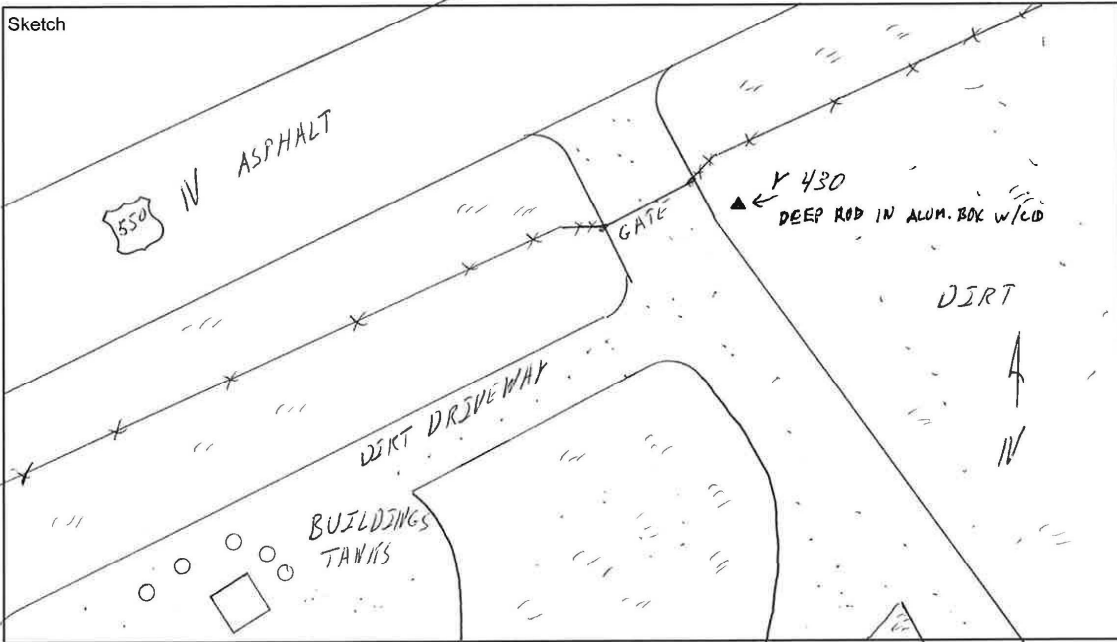 Sketch
ASPHALT
N
550
Y 430
DEEP ROD IN ALUM. BOX W/LID
GATE
DIRT
DIRT DRIVEWAY
N
BUILDINGS
TANKS